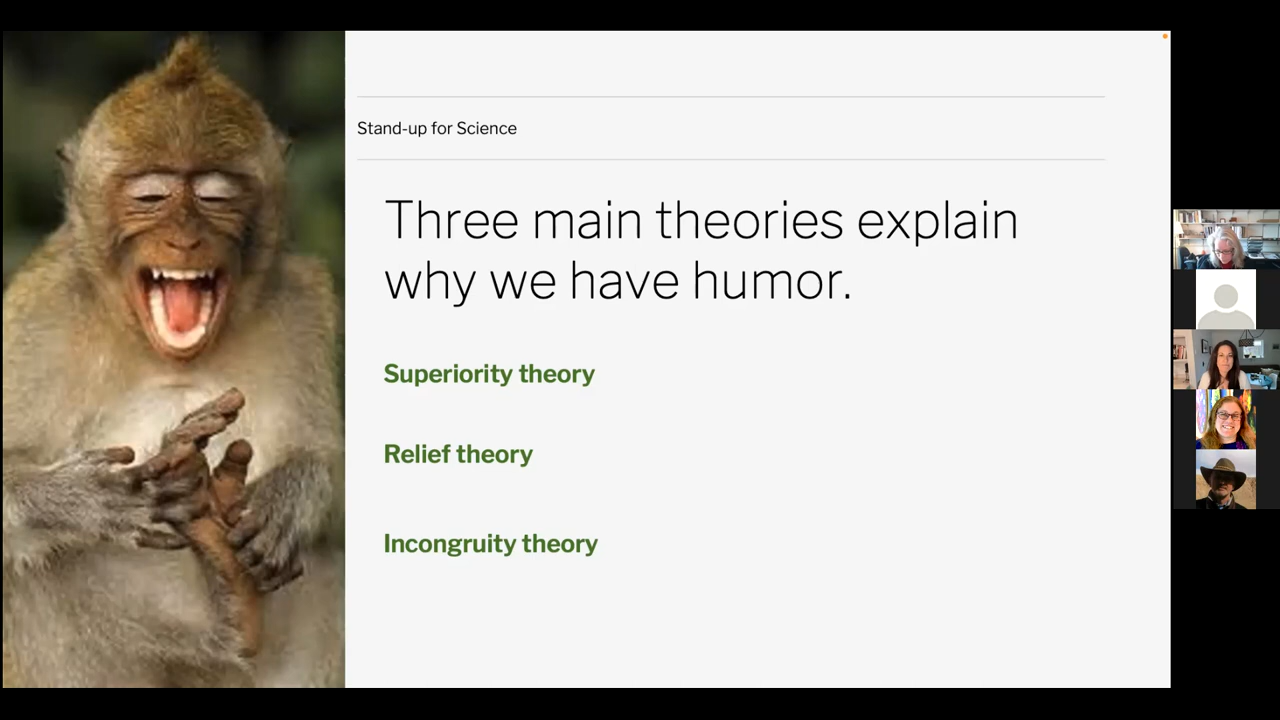 Stand-up for Science
Three main theories explain
why we have humor.
Superiority theory
Relief theory
Incongruity theory